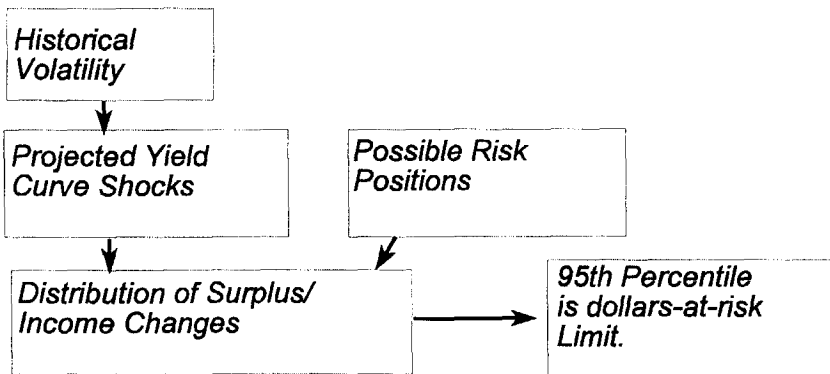 Historical
Volatility
Projected Yield
Curve Shocks
Possible Risk
Positions
Distribution of Surplus/
Income Changes
95th Percentile
is dollars-at-risk
Limit.